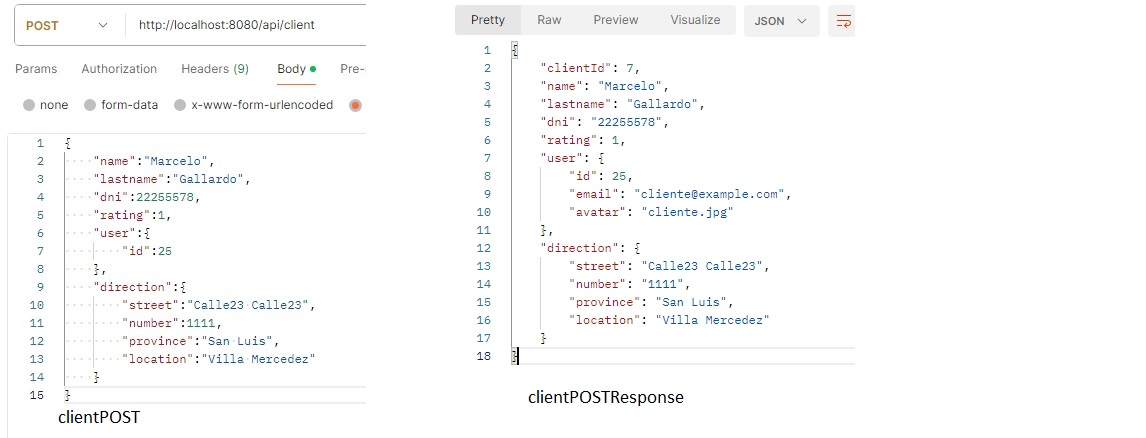 POST http://localhost:8080/api/client
Params Authorization Headers (9) Body Pre-
none form-data x-www-form-urlencoded
1 {
2 "name":"Marcelo",
3 "lastname":"Gallardo",
4 "dni":22255578,
5 "rating":1,
6 "user":{
7 "id":25
8 },
9 "direction":{
10 "street":"Calle23 Calle23",
11 "number":1111,
12 "province":"San Luis",
13 "location":"Villa Mercedez"
14 }
15 }
clientPOST
Pretty Raw Preview Visualize JSON
1 {
2 "clientId": 7,
3 "name": "Marcelo",
4 "lastname": "Gallardo",
5 "dni": "22255578",
6 "rating": 1,
7 "user": {
8 "id": 25,
9 "email": "cliente@example.com",
10 "avatar": "cliente.jpg"
11 },
12 "direction": {
13 "street": "Calle23 Calle23",
14 "number": "1111",
15 "province": "San Luis",
16 "location": "Villa Mercedez"
17 }
18 }
clientPOSTResponse